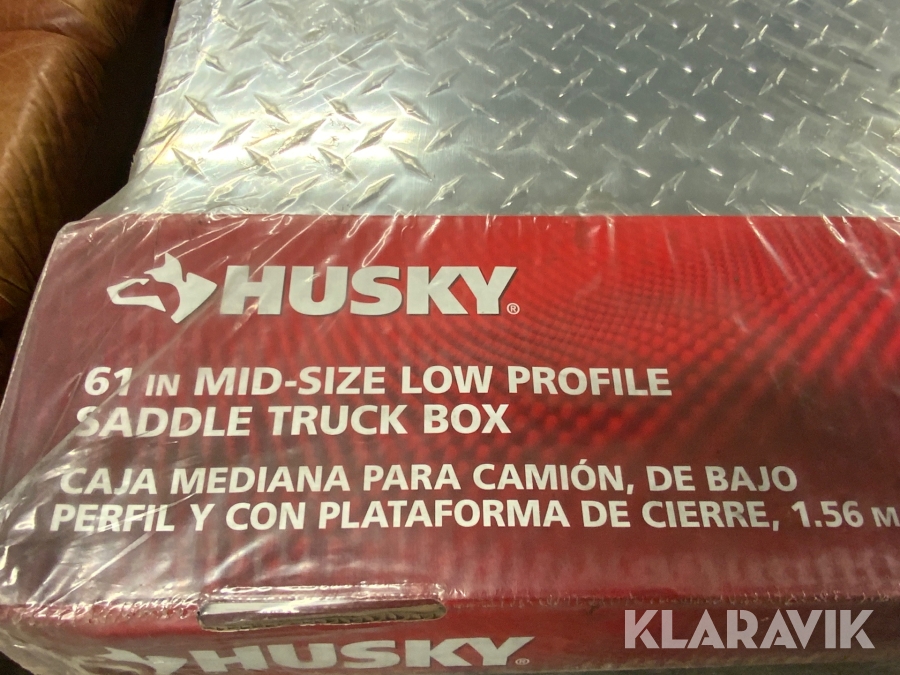 HUSKY®
61 IN MID-SIZE LOW PROFILE
SADDLE TRUCK BOX
CAJA MEDIANA PARA CAMIÓN, DE BAJO
PERFIL Y CON PLATAFORMA DE CIERRE, 1.56 M
KLARAVIK
HUSKY®